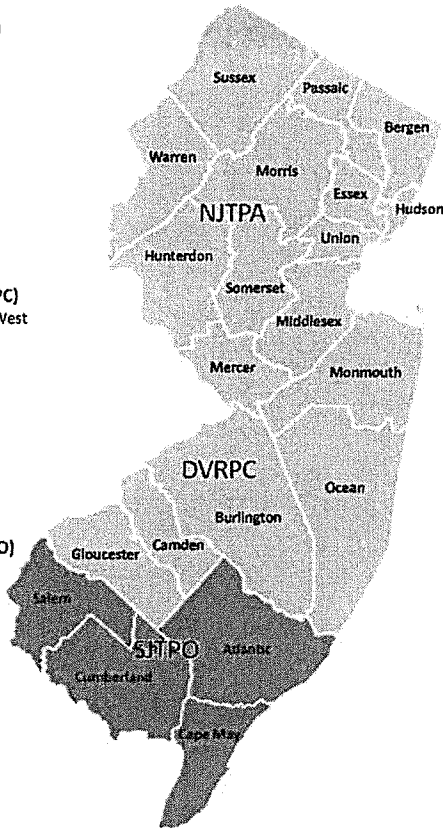 Sussex
Passaic
Bergen
Warren
Morris
Essex
Hudson
NJTPA
Union
Hunterdon
Somerset
PC)
West
Middlesex
Mercer
Monmouth
DVRPC
Ocean
Burlington
O)
Camden
Gloucester
Salem
SJTPO
Atlantic
Cumberland
Cape May